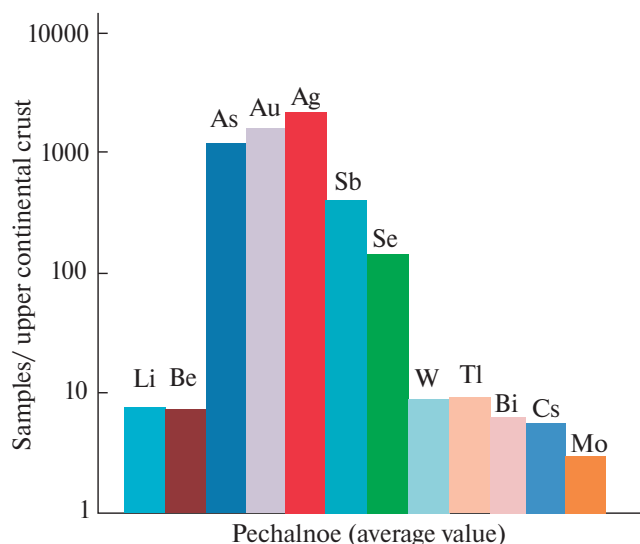 10000
1000
100
10
1
Samples/ upper continental crust
Li
Be
As
Au
Ag
Sb
Se
W
Tl
Bi
Cs
Mo
Pechalnoe (average value)